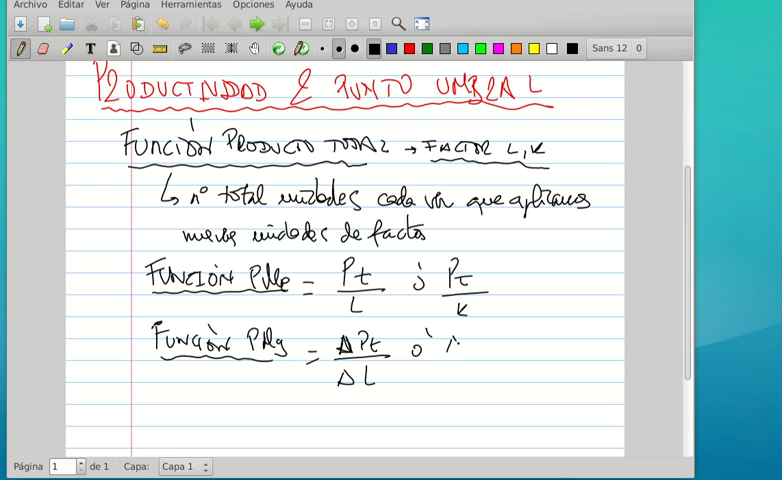 Archivo Editar Ver Página Herramientas Opciones Ayuda
Sans 12 0
PRODUCTIVIDAD & PUNTO UMBRAL
FUNCIÓN PRODUCTO TOTAL → FACTOR L, K
↳ nº total unidades cada vez que aplicamos
nuevas unidades de factor
FUNCIÓN PMe = Pt / L ó Pt / K
FUNCIÓN PMg = ΔPt / ΔL ó
Página 1 de 1 Capa: Capa 1